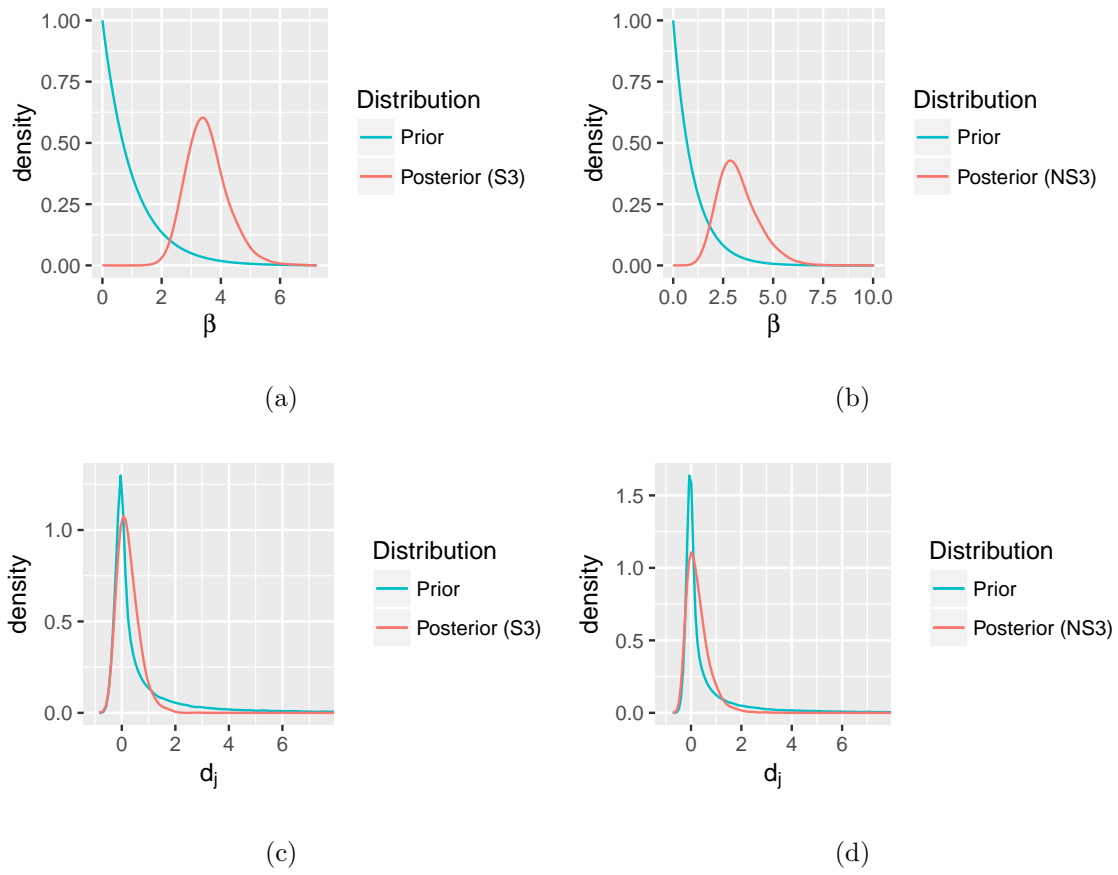 density
1.00
0.75
0.50
0.25
0.00
0 2 4 6
β
Distribution
Prior
Posterior (S3)
(a)
density
1.00
0.75
0.50
0.25
0.00
0.0 2.5 5.0 7.5 10.0
β
Distribution
Prior
Posterior (NS3)
(b)
density
1.0
0.5
0.0
0 2 4 6
dj
Distribution
Prior
Posterior (S3)
(c)
density
1.5
1.0
0.5
0.0
0 2 4 6
dj
Distribution
Prior
Posterior (NS3)
(d)